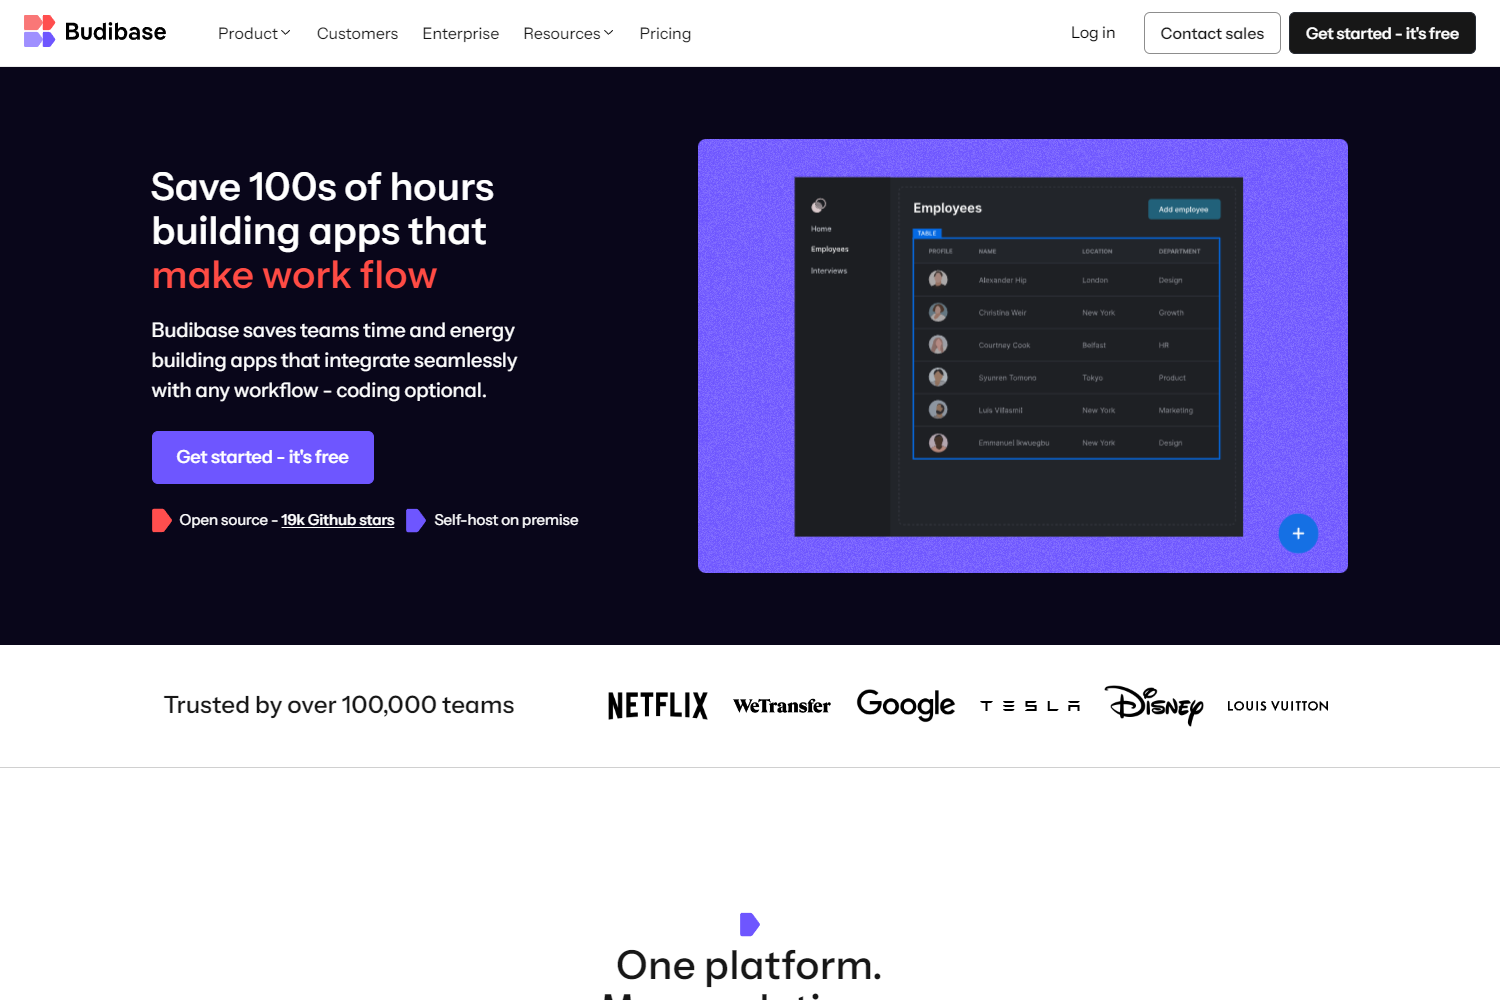 Budibase
Product
Customers
Enterprise
Resources
Pricing
Log in
Contact sales
Get started - it's free
Save 100s of hours
building apps that
make work flow
Budibase saves teams time and energy
building apps that integrate seamlessly
with any workflow - coding optional.
Get started - it's free
Open source - 19k Github stars
Self-host on premise
Home
Employees
Interviews
Employees
Add employee
TABLE
PROFILE NAME LOCATION DEPARTMENT
Alexander Hip London Design
Christina Weir New York Growth
Courtney Cook Belfast HR
Syunren Tomono Tokyo Product
Luis Vilfasmil New York Marketing
Emmanuel Ikwuegbu New York Design
+
Trusted by over 100,000 teams
NETFLIX
WeTransfer
Google
TESLA
Disney
LOUIS VUITTON
One platform.